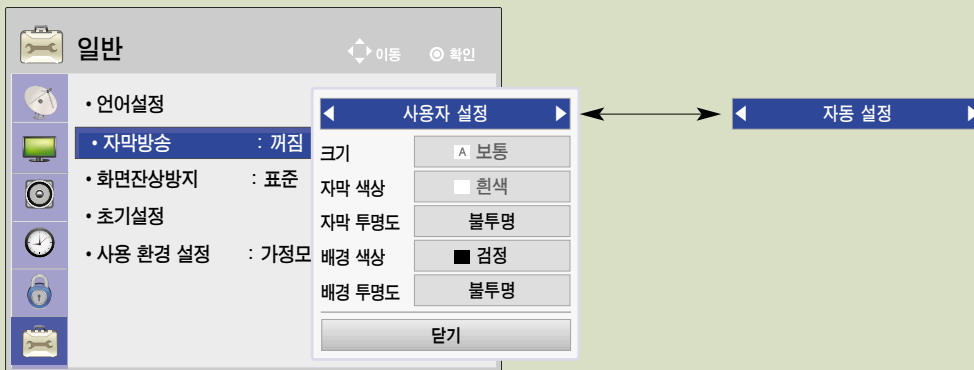 일반
이동 확인
• 언어설정
• 자막방송 : 꺼짐
• 화면잔상방지 : 표준
• 초기설정
• 사용 환경 설정 : 가정모
사용자 설정
크기 A 보통
자막 색상 흰색
자막 투명도 불투명
배경 색상 검정
배경 투명도 불투명
닫기
자동 설정